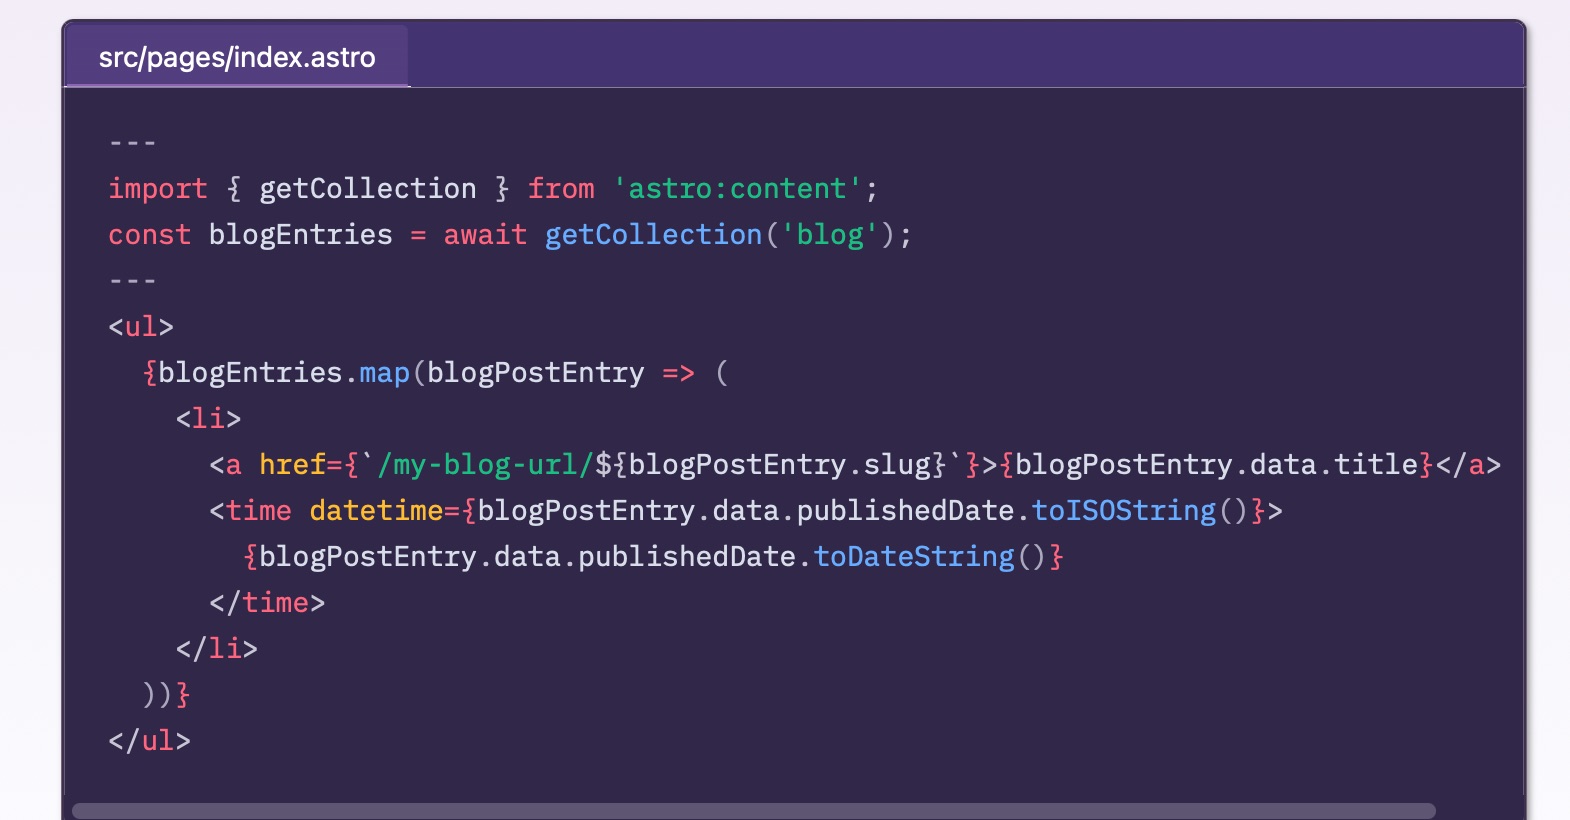 src/pages/index.astro
---
import { getCollection } from 'astro:content';
const blogEntries = await getCollection('blog');
---
<ul>
  {blogEntries.map(blogPostEntry => (
    <li>
      <a href={`/my-blog-url/${blogPostEntry.slug}`}>{blogPostEntry.data.title}</a>
      <time datetime={blogPostEntry.data.publishedDate.toISOString()}>
        {blogPostEntry.data.publishedDate.toDateString()}
      </time>
    </li>
  ))}
</ul>